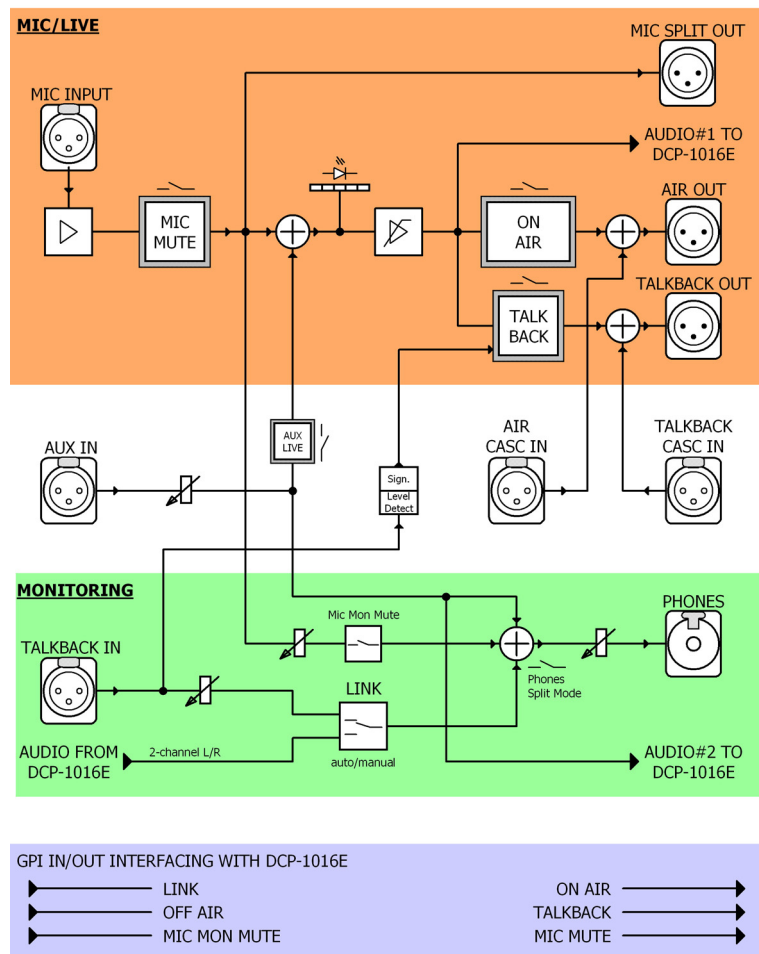 MIC/LIVE
MIC SPLIT OUT
MIC INPUT
AUDIO#1 TO
DCP-1016E
AIR OUT
MIC
MUTE
ON
AIR
TALKBACK OUT
TALK
BACK
AUX IN
AUX
LIVE
AIR
CASC IN
TALKBACK
CASC IN
Sign.
Level
Detect
MONITORING
PHONES
Mic Mon Mute
TALKBACK IN
Phones
Split Mode
LINK
AUDIO FROM
DCP-1016E
2-channel L/R
auto/manual
AUDIO#2 TO
DCP-1016E
GPI IN/OUT INTERFACING WITH DCP-1016E
LINK
ON AIR
OFF AIR
TALKBACK
MIC MON MUTE
MIC MUTE